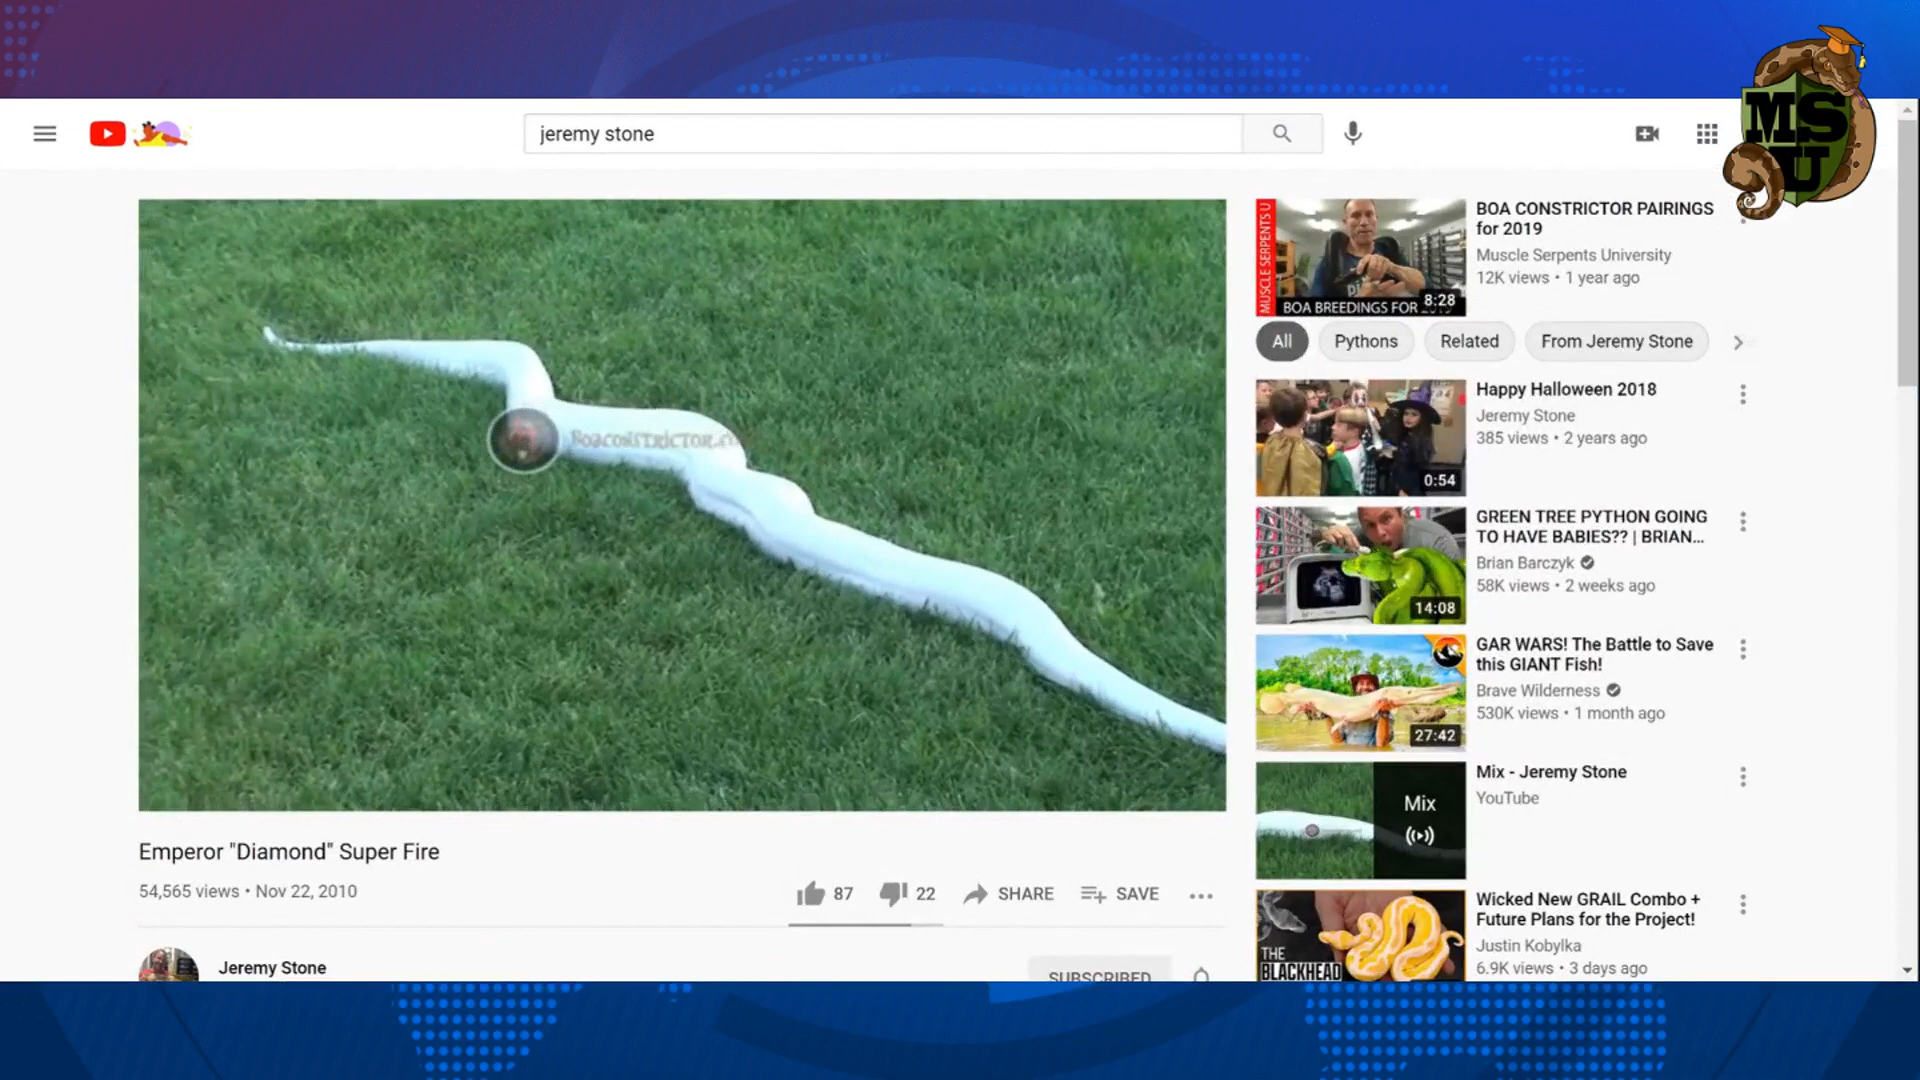 MS
U
jeremy stone
BOACONSTRICTOR.C
Emperor "Diamond" Super Fire
54,565 views • Nov 22, 2010
87
22
SHARE
SAVE
Jeremy Stone
SUBSCRIBED
MUSCLE SERPENTS U
BOA BREEDINGS FOR
8:28
BOA CONSTRICTOR PAIRINGS
for 2019
Muscle Serpents University
12K views • 1 year ago
All
Pythons
Related
From Jeremy Stone
0:54
Happy Halloween 2018
Jeremy Stone
385 views • 2 years ago
14:08
GREEN TREE PYTHON GOING
TO HAVE BABIES?? | BRIAN...
Brian Barczyk
58K views • 2 weeks ago
27:42
GAR WARS! The Battle to Save
this GIANT Fish!
Brave Wilderness
530K views • 1 month ago
Mix
Mix - Jeremy Stone
YouTube
THE
BLACKHEAD
Wicked New GRAIL Combo +
Future Plans for the Project!
Justin Kobylka
6.9K views • 3 days ago